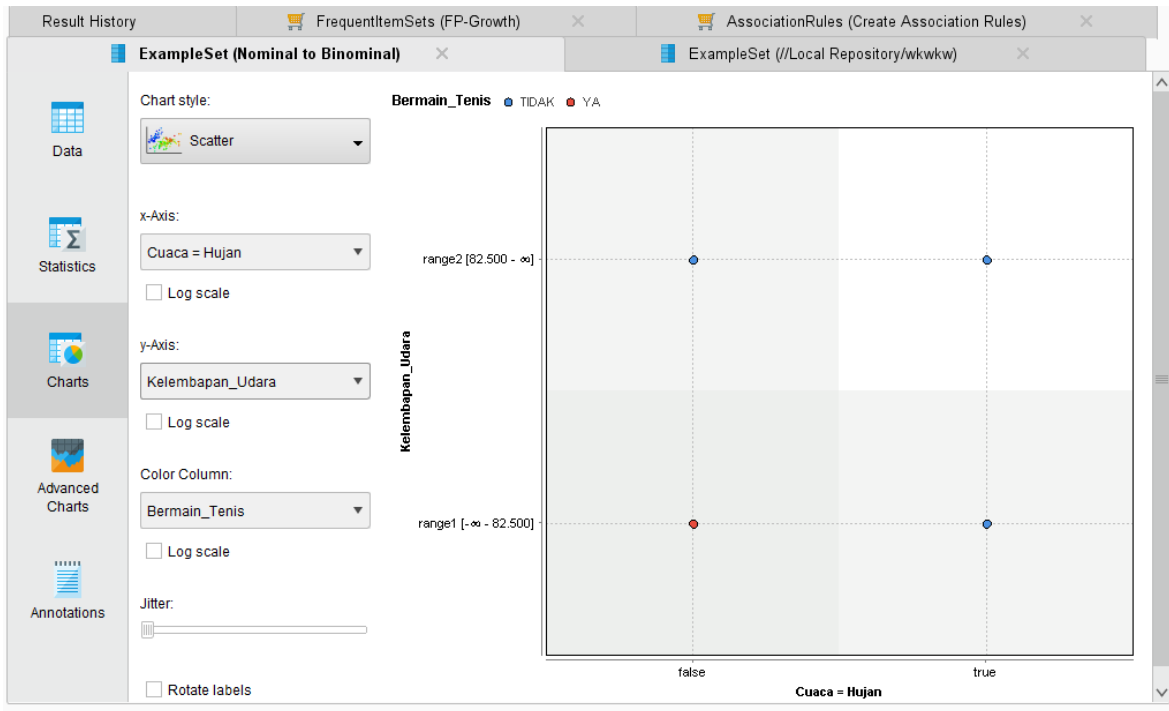 Result History
FrequentItemSets (FP-Growth)
AssociationRules (Create Association Rules)
ExampleSet (Nominal to Binominal)
ExampleSet (//Local Repository/wkwkw)
Data
Statistics
Charts
Advanced
Charts
Annotations
Chart style:
Scatter
x-Axis:
Cuaca = Hujan
Log scale
y-Axis:
Kelembapan_Udara
Log scale
Color Column:
Bermain_Tenis
Log scale
Jitter:
Rotate labels
Bermain_Tenis TIDAK YA
range2 [82.500 - ∞]
Kelembapan_Udara
range1 [-∞ - 82.500]
false true
Cuaca = Hujan